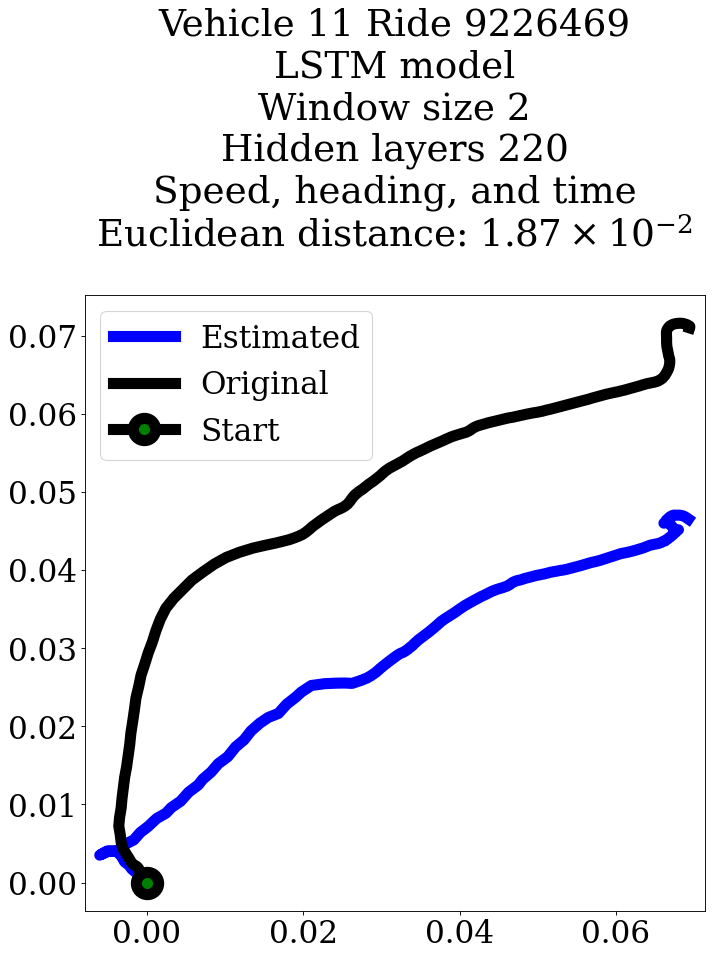 Vehicle 11 Ride 9226469
LSTM model
Window size 2
Hidden layers 220
Speed, heading, and time
Euclidean distance: 1.87 × 10⁻²
Estimated
Original
Start
0.07
0.06
0.05
0.04
0.03
0.02
0.01
0.00
0.00 0.02 0.04 0.06